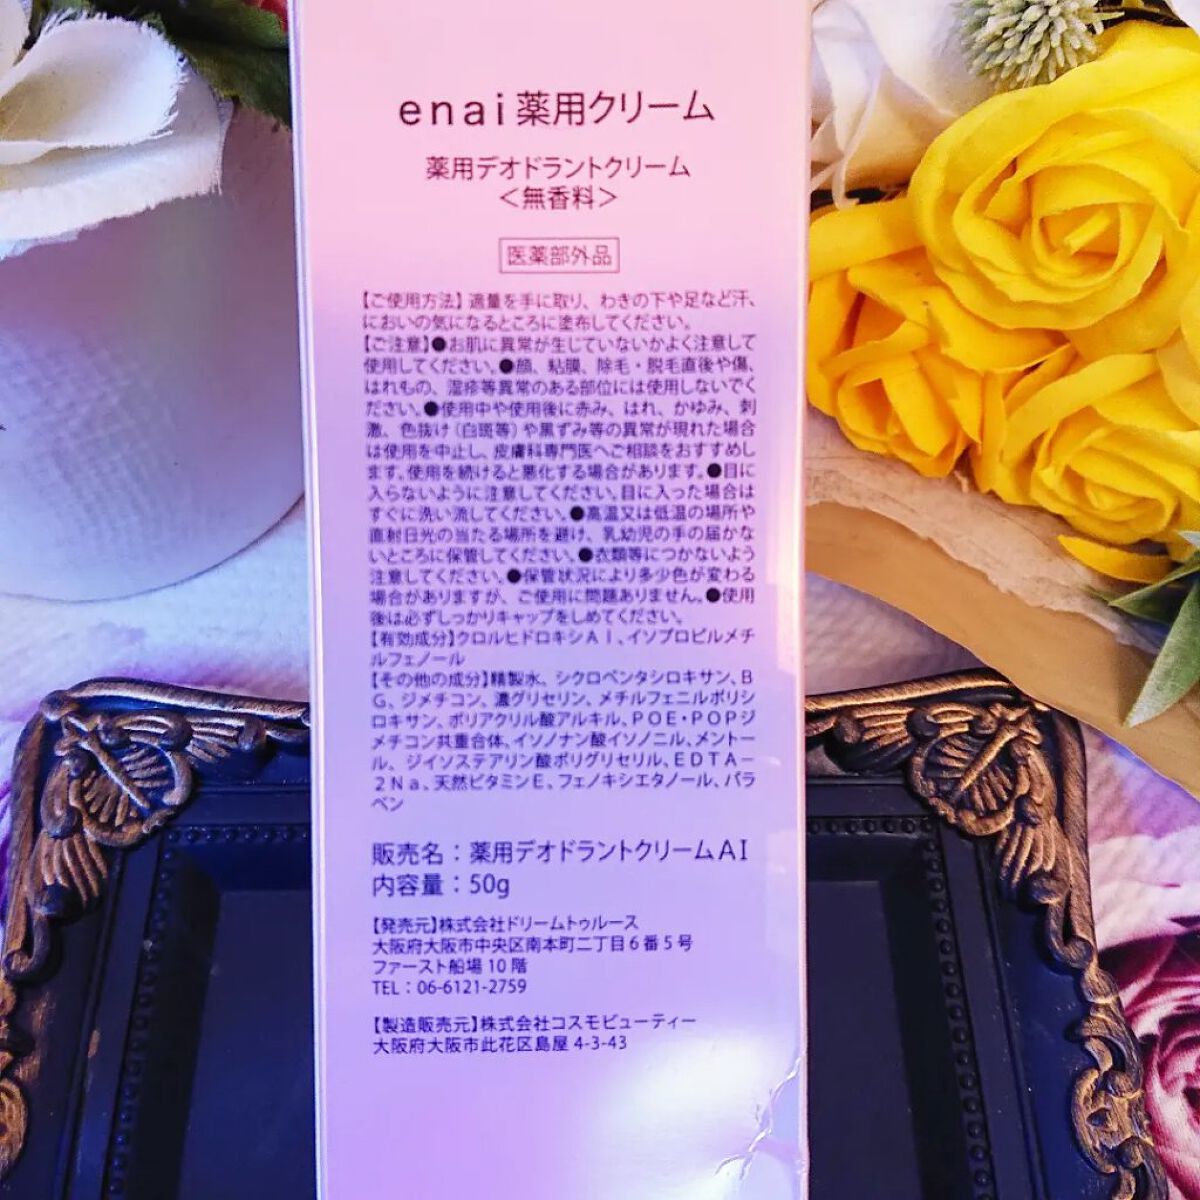 enai薬用クリーム
薬用デオドラントクリーム
＜無香料＞
医薬部外品
【ご使用方法】適量を手に取り、わきの下や足など汗、
においの気になるところに塗布してください。
【ご注意】●お肌に異常が生じていないかよく注意して
使用してください。●顔、粘膜、除毛・脱毛直後や傷、
はれもの、湿疹等異常のある部位には使用しないでく
ださい。●使用中や使用後に赤み、はれ、かゆみ、刺
激、色抜け（白斑等）や黒ずみ等の異常が現れた場合
は使用を中止し、皮膚科専門医へご相談をおすすめし
ます。使用を続けると悪化する場合があります。●目に
入らないように注意してください。目に入った場合は
すぐに洗い流してください。●高温又は低温の場所や
直射日光の当たる場所を避け、乳幼児の手の届かな
いところに保管してください。●衣類等につかないよう
注意してください。●保管状況により多少色が変わる
場合がありますが、ご使用に問題ありません。●使用
後は必ずしっかりキャップをしめてください。
【有効成分】クロルヒドロキシＡｌ、イソプロピルメチ
ルフェノール
【その他の成分】精製水、シクロペンタシロキサン、Ｂ
Ｇ、ジメチコン、濃グリセリン、メチルフェニルポリシ
ロキサン、ポリアクリル酸アルキル、ＰＯＥ・ＰＯＰジ
メチコン共重合体、イソノナン酸イソノニル、メントー
ル、ジイソステアリン酸ポリグリセリル、ＥＤＴＡ－
２Ｎａ、天然ビタミンＥ、フェノキシエタノール、パラ
ベン
販売名：薬用デオドラントクリームAI
内容量：50g
【発売元】株式会社ドリームトゥルース
大阪府大阪市中央区南本町二丁目６番５号
ファースト船場 10 階
TEL：06-6121-2759
【製造販売元】株式会社コスモビューティー
大阪府大阪市此花区島屋 4-3-43